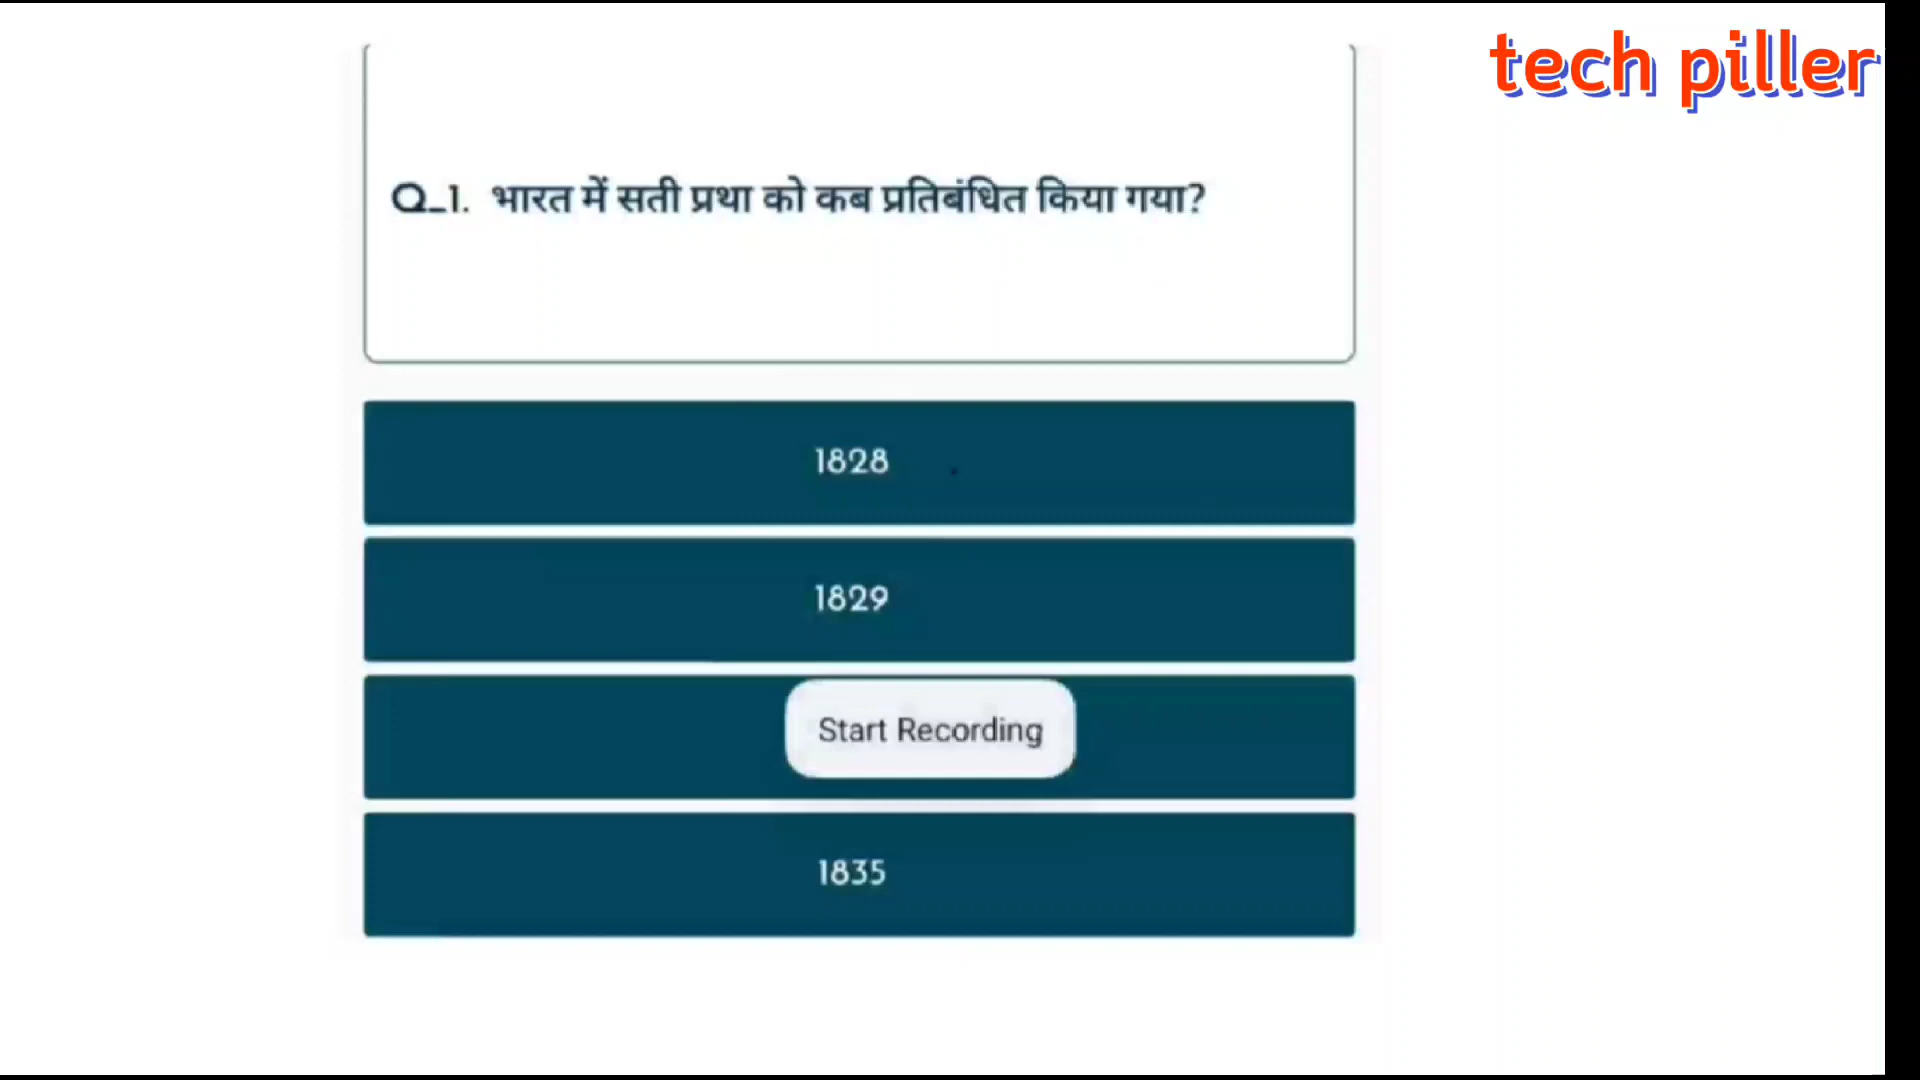 tech piller
Q_1. भारत में सती प्रथा को कब प्रतिबंधित किया गया?
1828
1829
Start Recording
1835